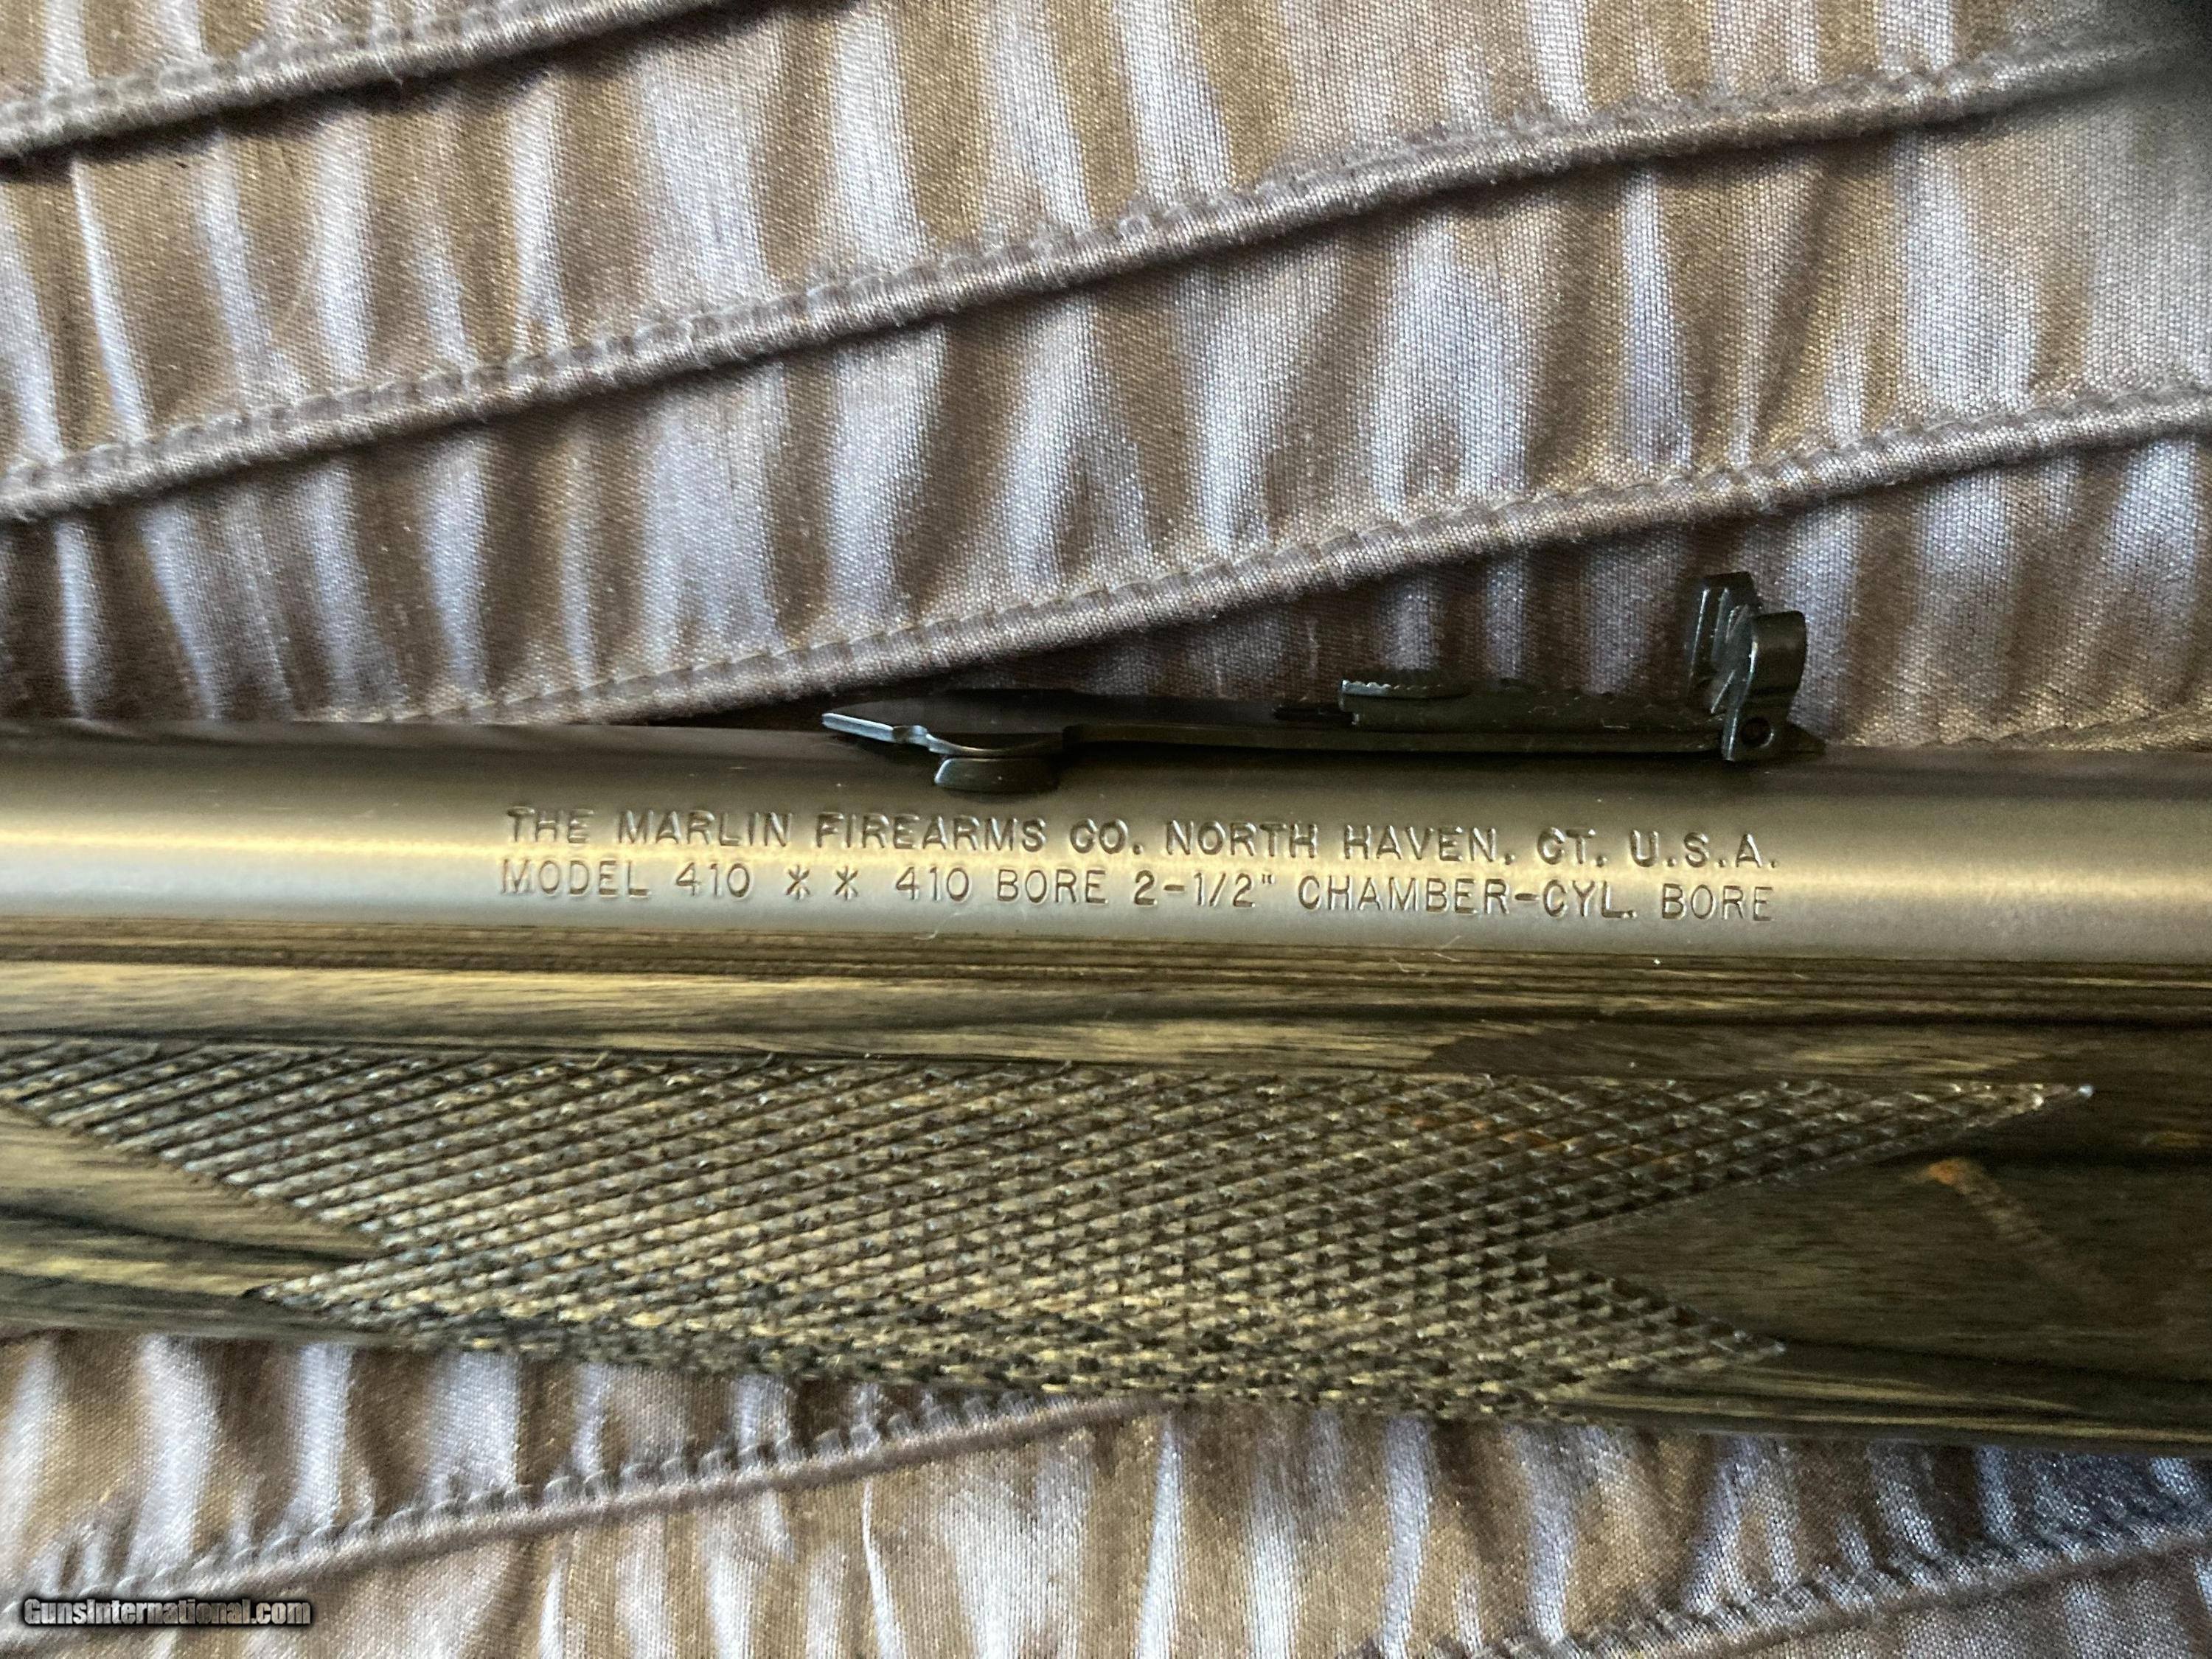 THE MARLIN FIREARMS CO. NORTH HAVEN, CT. U.S.A.
MODEL 410 ** 410 BORE 2-1/2" CHAMBER-CYL. BORE
GunsInternational.com